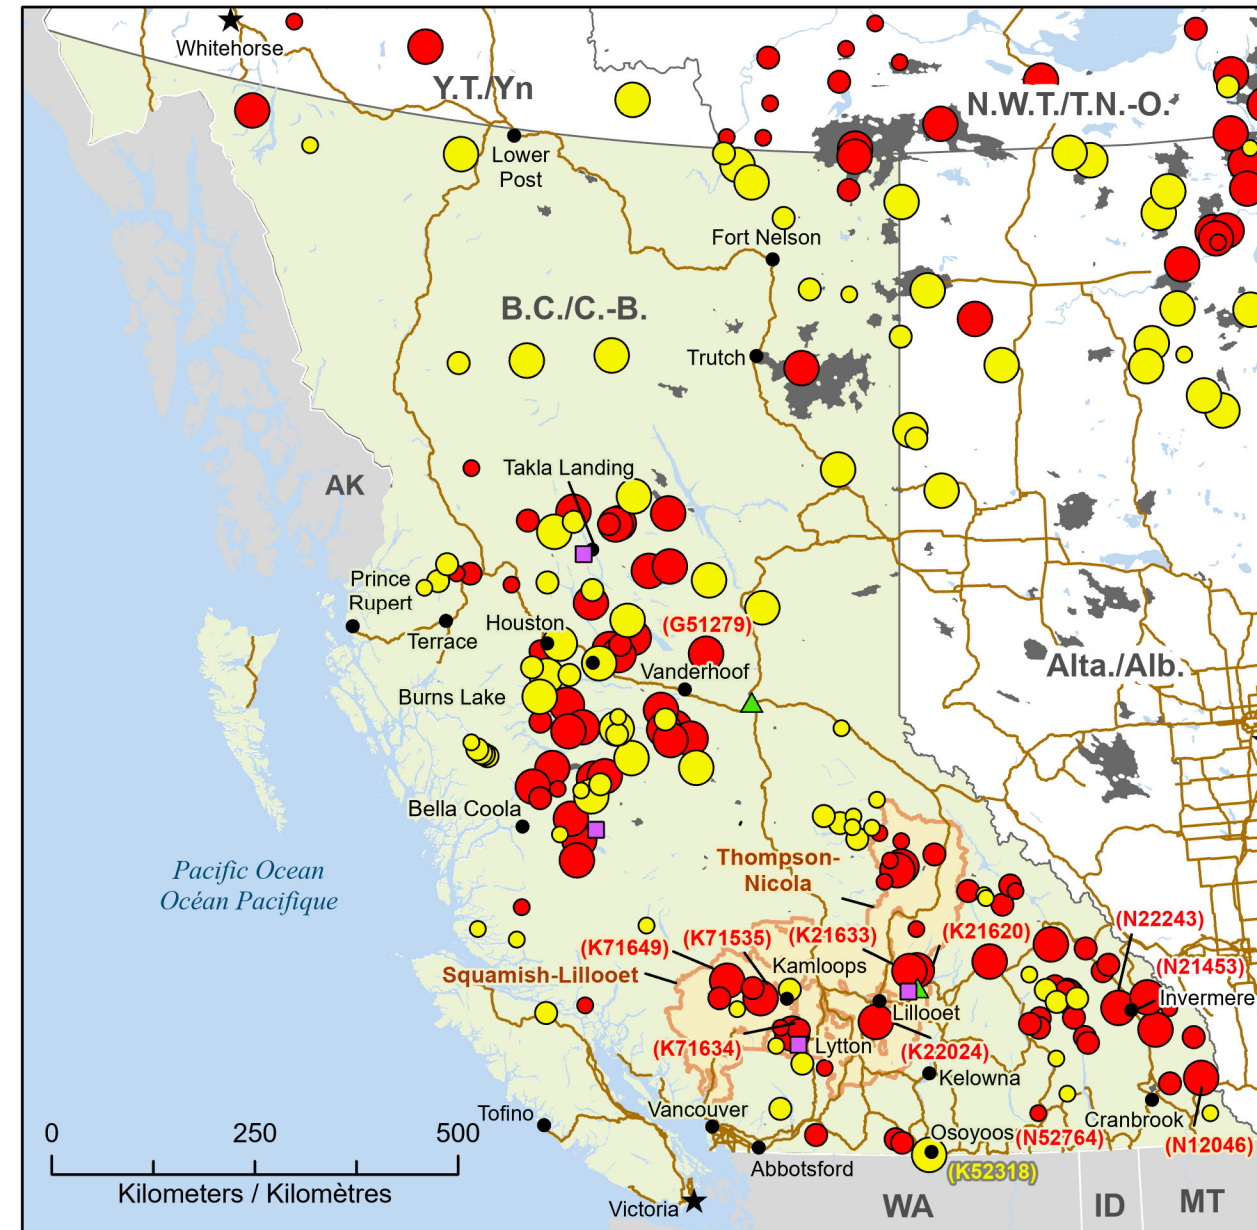 Whitehorse
Y.T./Yn
N.W.T./T.N.-O.
Lower
Post
Fort Nelson
B.C./C.-B.
Trutch
Takla Landing
AK
Prince
Rupert
Terrace
Houston
(G51279)
Vanderhoof
Alta./Alb.
Burns Lake
Bella Coola
Pacific Ocean
Océan Pacifique
Thompson-
Nicola
(N22243)
(K71649)
(K71535)
(K21633)
(K21620)
(N21453)
Squamish-Lillooet
Kamloops
Invermere
Lillooet
(K71634)
Lytton
(K22024)
Kelowna
Tofino
Vancouver
Cranbrook
Osoyoos
(N52764)
(N12046)
Abbotsford
(K52318)
0 250 500
Kilometers / Kilomètres
Victoria
WA
ID
MT